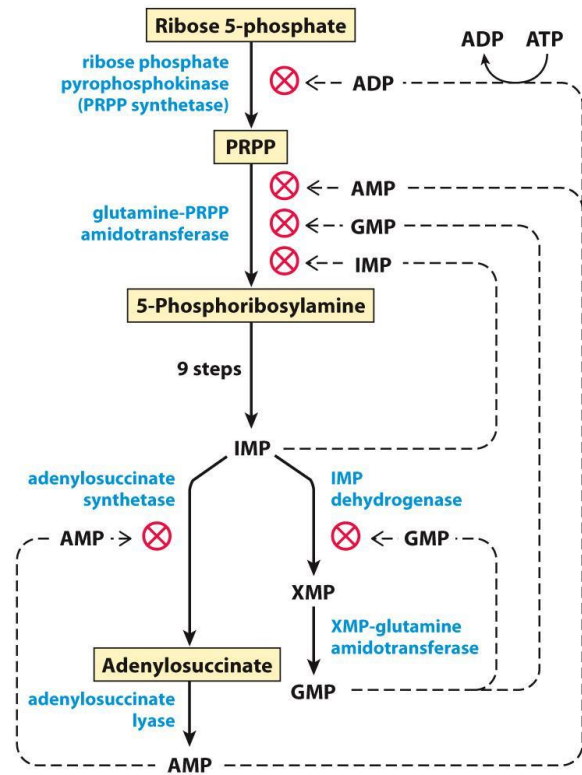 Ribose 5-phosphate
ribose phosphate
pyrophosphokinase
(PRPP synthetase)
ADP
ADP
ATP
PRPP
glutamine-PRPP
amidotransferase
AMP
GMP
IMP
5-Phosphoribosylamine
9 steps
IMP
adenylosuccinate
synthetase
IMP
dehydrogenase
AMP
GMP
XMP
XMP-glutamine
amidotransferase
Adenylosuccinate
GMP
adenylosuccinate
lyase
AMP